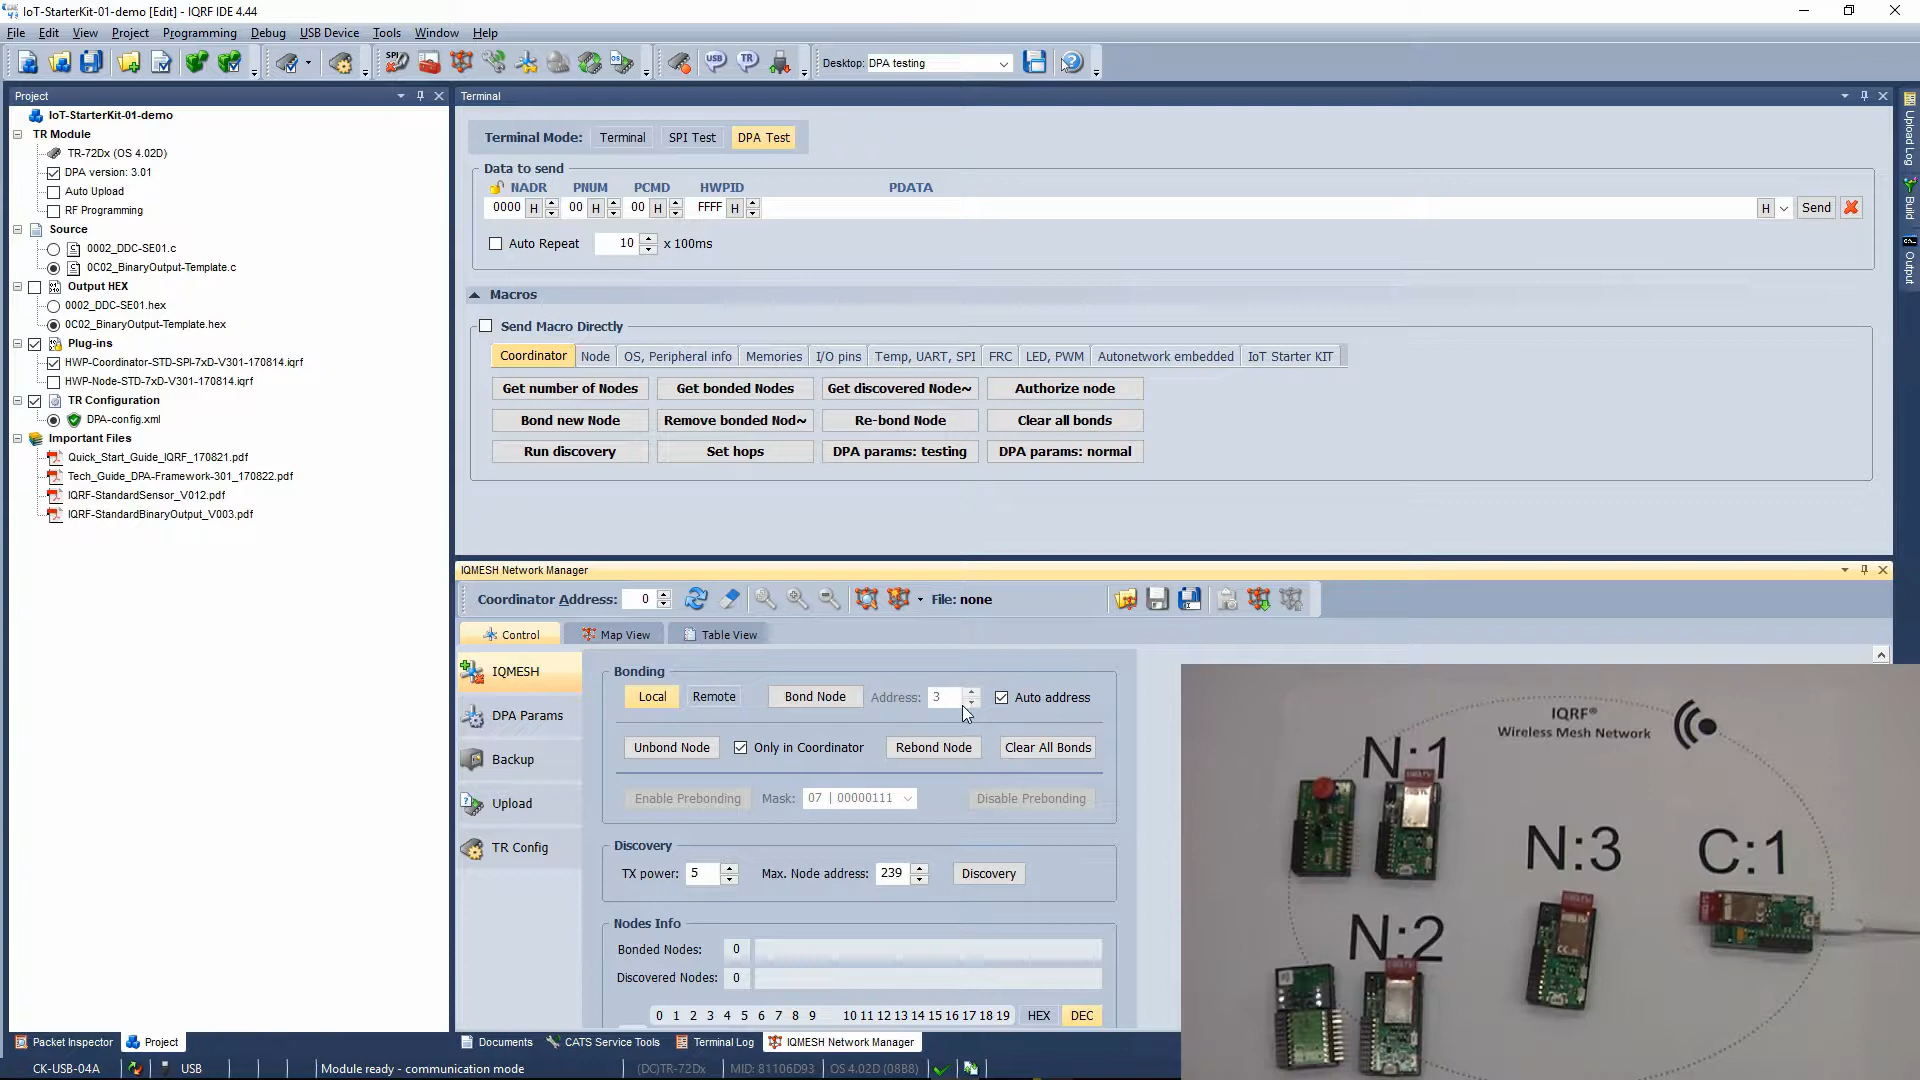 IoT-StarterKit-01-demo [Edit] - IQRF IDE 4.44
File Edit View Project Programming Debug USB Device Tools Window Help
Desktop: DPA testing
Project
Terminal
IoT-StarterKit-01-demo
TR Module
TR-72Dx (OS 4.02D)
DPA version: 3.01
Auto Upload
RF Programming
Source
0002_DDC-SE01.c
0C02_BinaryOutput-Template.c
Output HEX
0002_DDC-SE01.hex
0C02_BinaryOutput-Template.hex
Plug-ins
HWP-Coordinator-STD-SPI-7xD-V301-170814.iqrf
HWP-Node-STD-7xD-V301-170814.iqrf
TR Configuration
DPA-config.xml
Important Files
Quick_Start_Guide_IQRF_170821.pdf
Tech_Guide_DPA-Framework-301_170822.pdf
IQRF-StandardSensor_V012.pdf
IQRF-StandardBinaryOutput_V003.pdf
Terminal Mode: Terminal SPI Test DPA Test
Data to send
NADR PNUM PCMD HWPID PDATA
0000 H 00 H 00 H FFFF H H Send
Auto Repeat 10 x 100ms
Macros
Send Macro Directly
Coordinator Node OS, Peripheral info Memories I/O pins Temp, UART, SPI FRC LED, PWM Autonetwork embedded IoT Starter KIT
Get number of Nodes Get bonded Nodes Get discovered Node~ Authorize node
Bond new Node Remove bonded Nod~ Re-bond Node Clear all bonds
Run discovery Set hops DPA params: testing DPA params: normal
Upload Log
Build
Output
IQMESH Network Manager
Coordinator Address: 0 File: none
Control Map View Table View
IQMESH
DPA Params
Backup
Upload
TR Config
Bonding
Local Remote Bond Node Address: 3 Auto address
Unbond Node Only in Coordinator Rebond Node Clear All Bonds
Enable Prebonding Mask: 07 | 00000111 Disable Prebonding
Discovery
TX power: 5 Max. Node address: 239 Discovery
Nodes Info
Bonded Nodes: 0
Discovered Nodes: 0
0 1 2 3 4 5 6 7 8 9 10 11 12 13 14 15 16 17 18 19 HEX DEC
IQRF®
Wireless Mesh Network
N:1
N:3
C:1
N:2
Packet Inspector Project
Documents CATS Service Tools Terminal Log IQMESH Network Manager
CK-USB-04A USB Module ready - communication mode (DC)TR-72Dx MID: 81106D93 OS 4.02D (08B8)